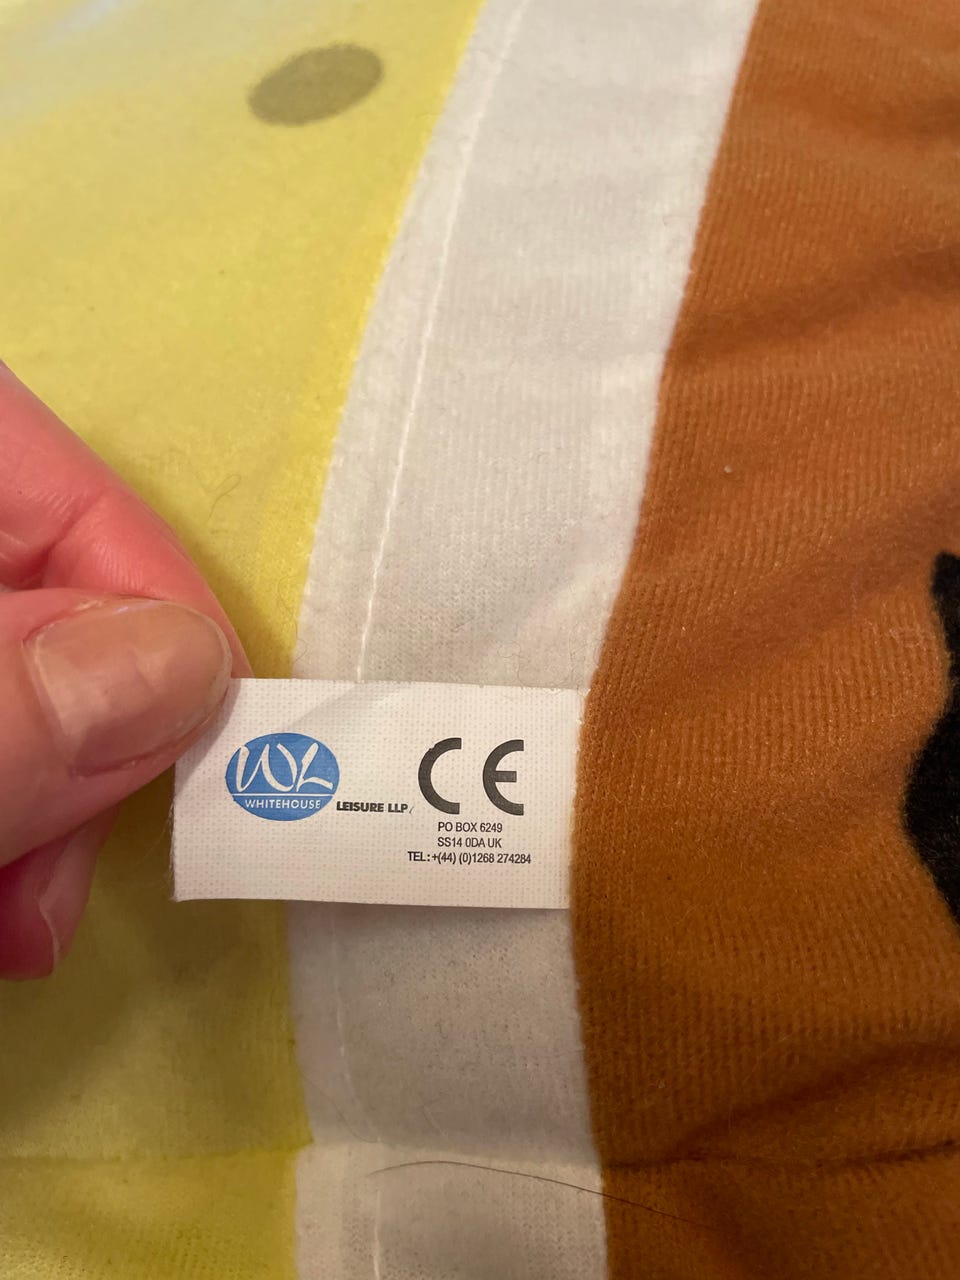 WL
WHITEHOUSE
LEISURE LLP
CE
PO BOX 6249
SS14 0DA UK
TEL: +(44) (0)1268 274284